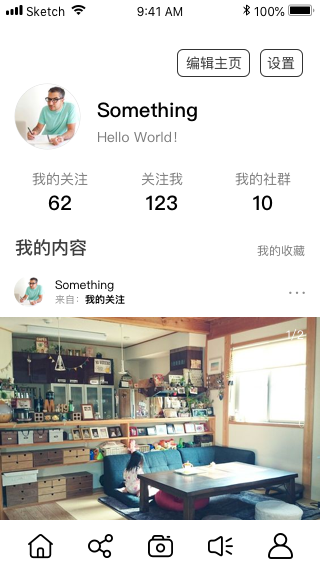 Sketch 9:41 AM 100%
编辑主页 设置
Something
Hello World!
我的关注 关注我 我的社群
62 123 10
我的内容 我的收藏
Something
来自: 我的关注
1/2